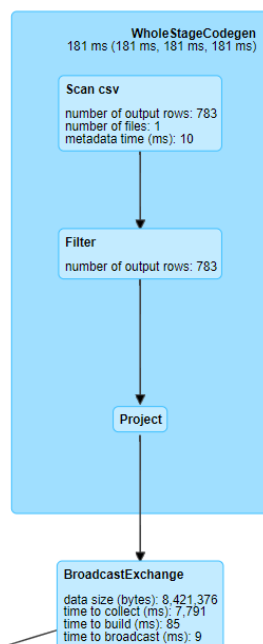 WholeStageCodegen
181 ms (181 ms, 181 ms, 181 ms)
Scan csv
number of output rows: 783
number of files: 1
metadata time (ms): 10
Filter
number of output rows: 783
Project
BroadcastExchange
data size (bytes): 8,421,376
time to collect (ms): 7,791
time to build (ms): 85
time to broadcast (ms): 9